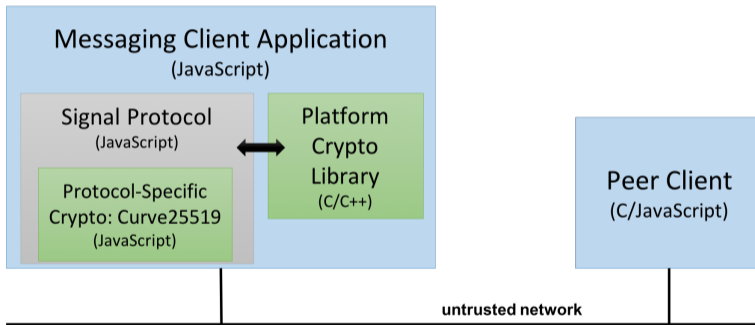 Messaging Client Application
(JavaScript)
Signal Protocol
(JavaScript)
Protocol-Specific
Crypto: Curve25519
(JavaScript)
Platform
Crypto
Library
(C/C++)
Peer Client
(C/JavaScript)
untrusted network